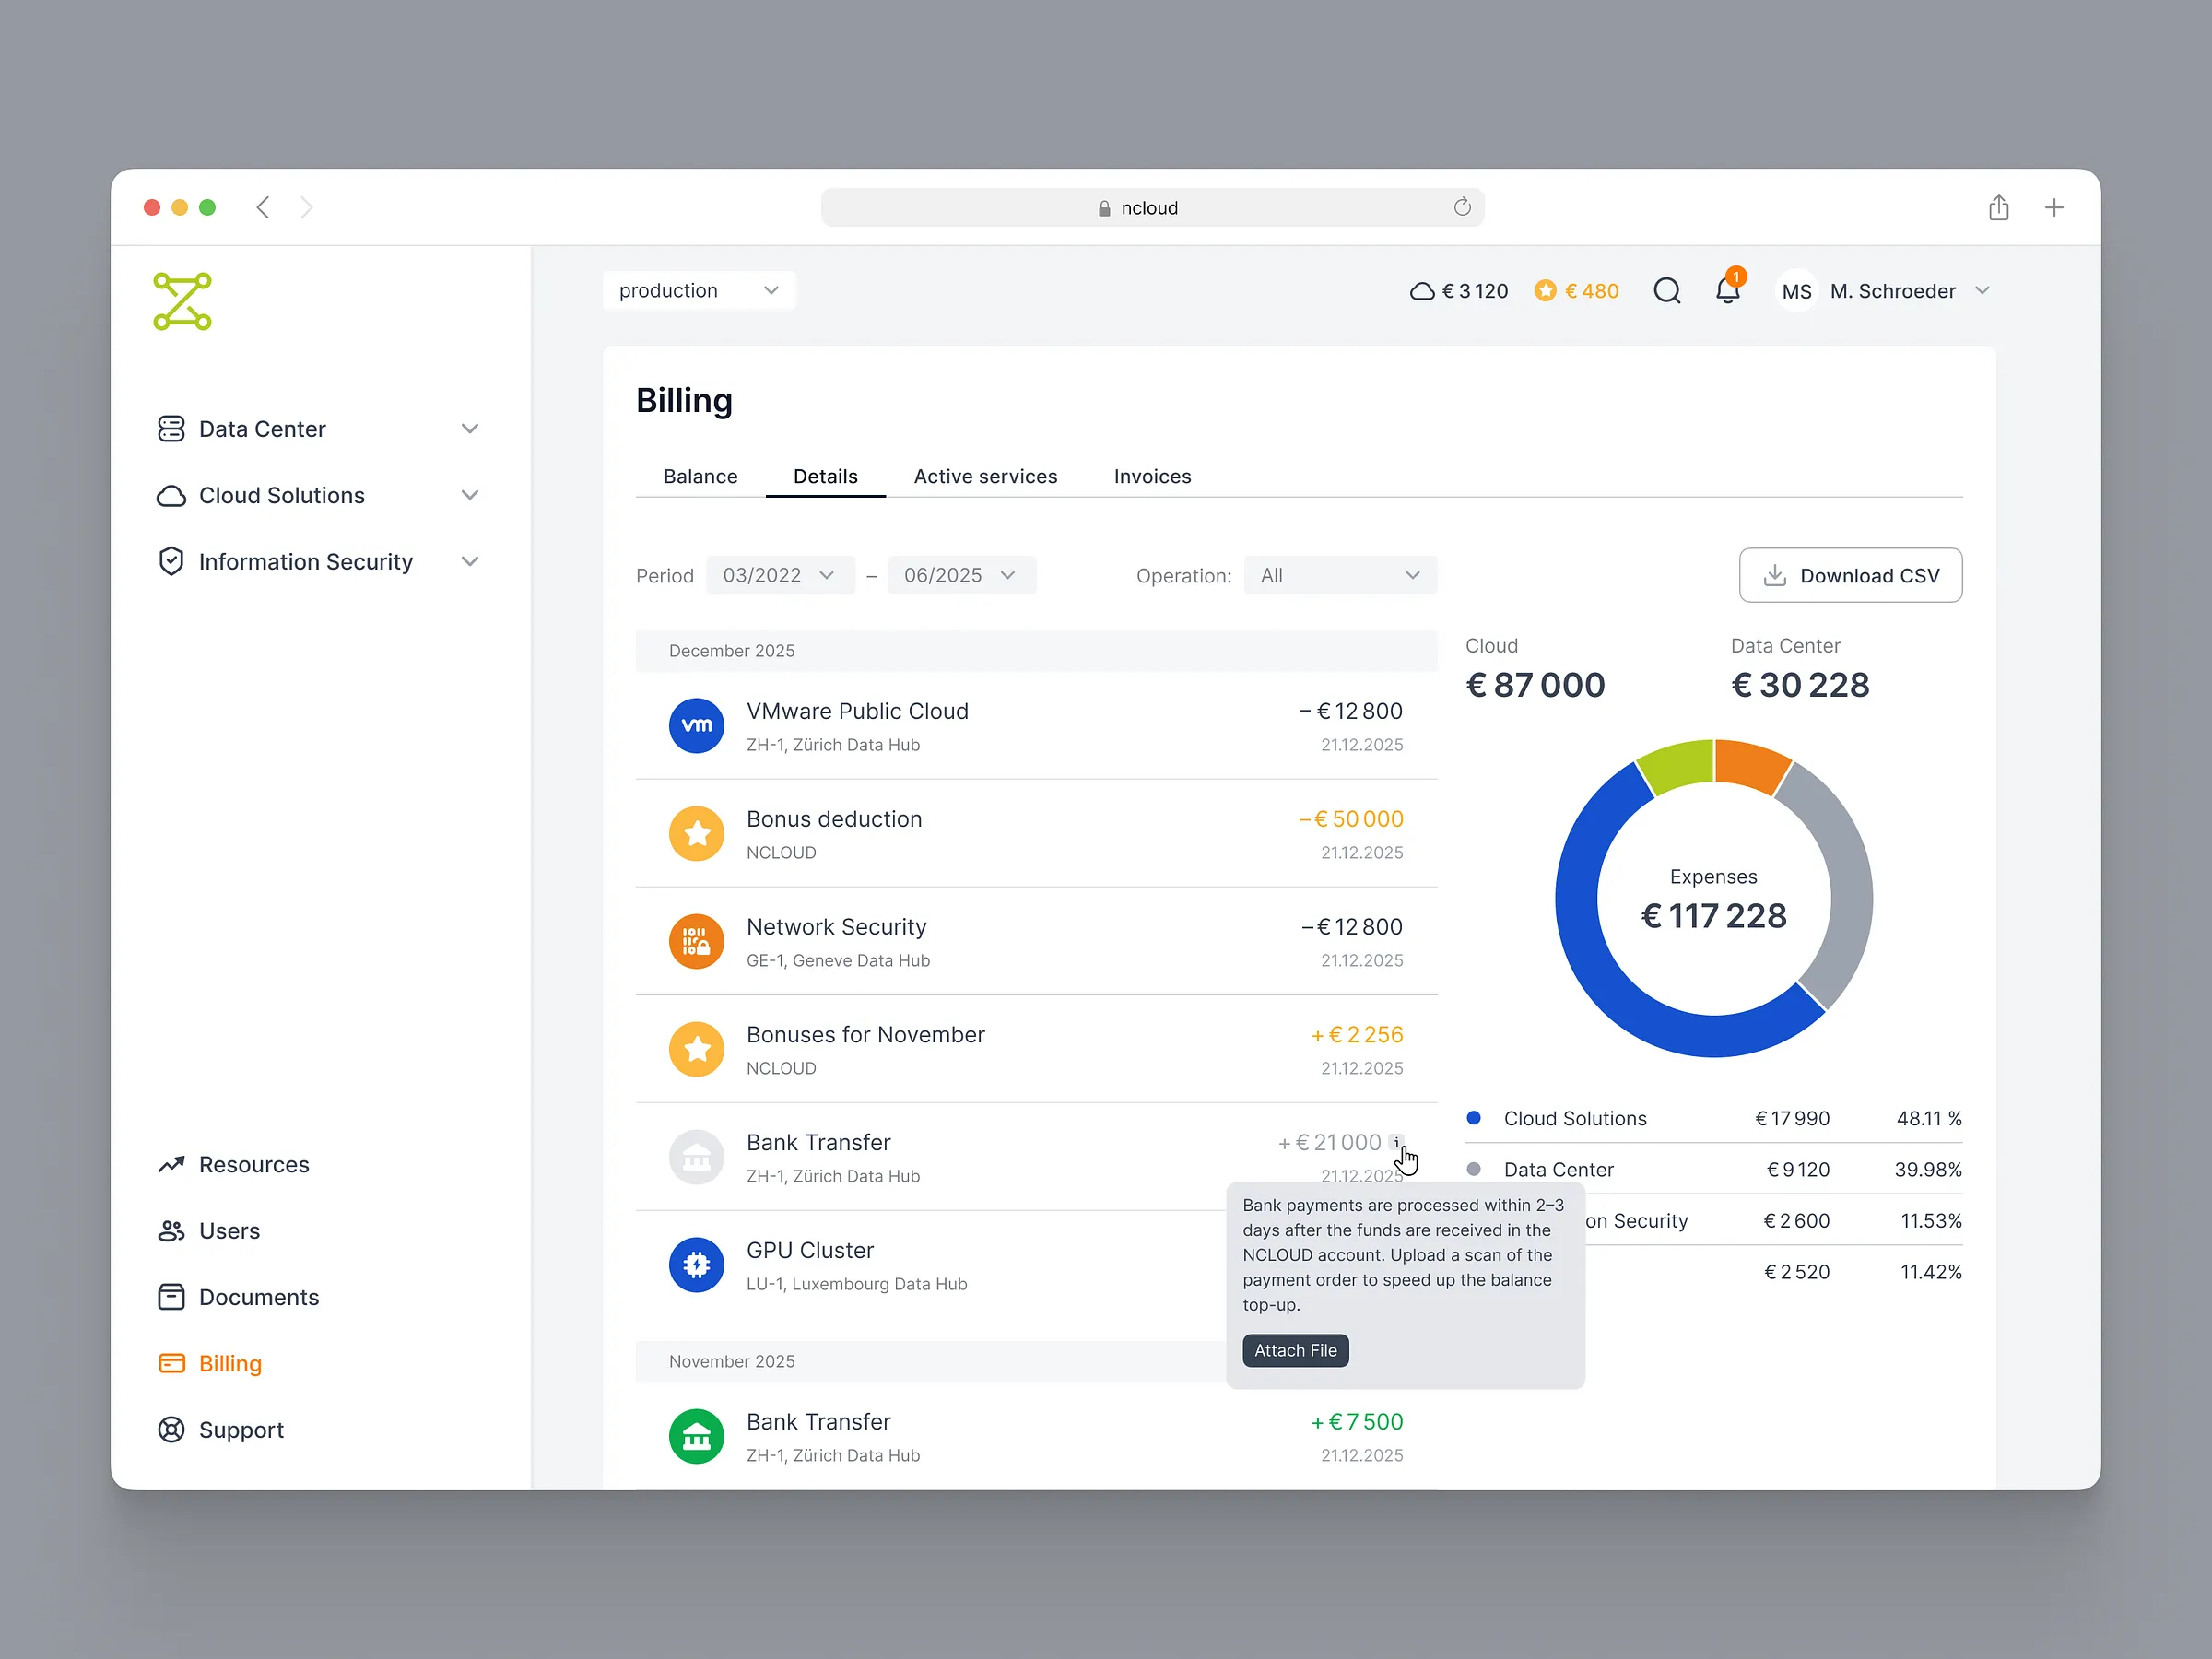 ncloud
production
€ 3 120
€ 480
1
MS
M. Schroeder
Data Center
Cloud Solutions
Information Security
Resources
Users
Documents
Billing
Support
Billing
Balance
Details
Active services
Invoices
Period
03/2022
–
06/2025
Operation:
All
Download CSV
December 2025
vm
VMware Public Cloud
– € 12 800
ZH-1, Zürich Data Hub
21.12.2025
Bonus deduction
– € 50 000
NCLOUD
21.12.2025
Network Security
– € 12 800
GE-1, Geneve Data Hub
21.12.2025
Bonuses for November
+ € 2 256
NCLOUD
21.12.2025
Bank Transfer
+ € 21 000
i
ZH-1, Zürich Data Hub
21.12.2025
GPU Cluster
LU-1, Luxembourg Data Hub
Bank payments are processed within 2–3
days after the funds are received in the
NCLOUD account. Upload a scan of the
payment order to speed up the balance
top-up.
Attach File
November 2025
Bank Transfer
+ € 7 500
ZH-1, Zürich Data Hub
21.12.2025
Cloud
€ 87 000
Data Center
€ 30 228
Expenses
€ 117 228
Cloud Solutions
€ 17 990
48.11 %
Data Center
€ 9 120
39.98%
on Security
€ 2 600
11.53%
€ 2 520
11.42%